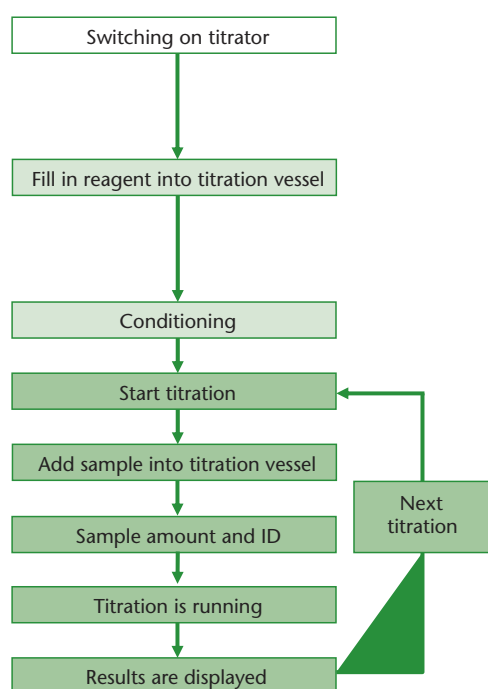 Switching on titrator
Fill in reagent into titration vessel
Conditioning
Start titration
Add sample into titration vessel
Sample amount and ID
Titration is running
Results are displayed
Next
titration